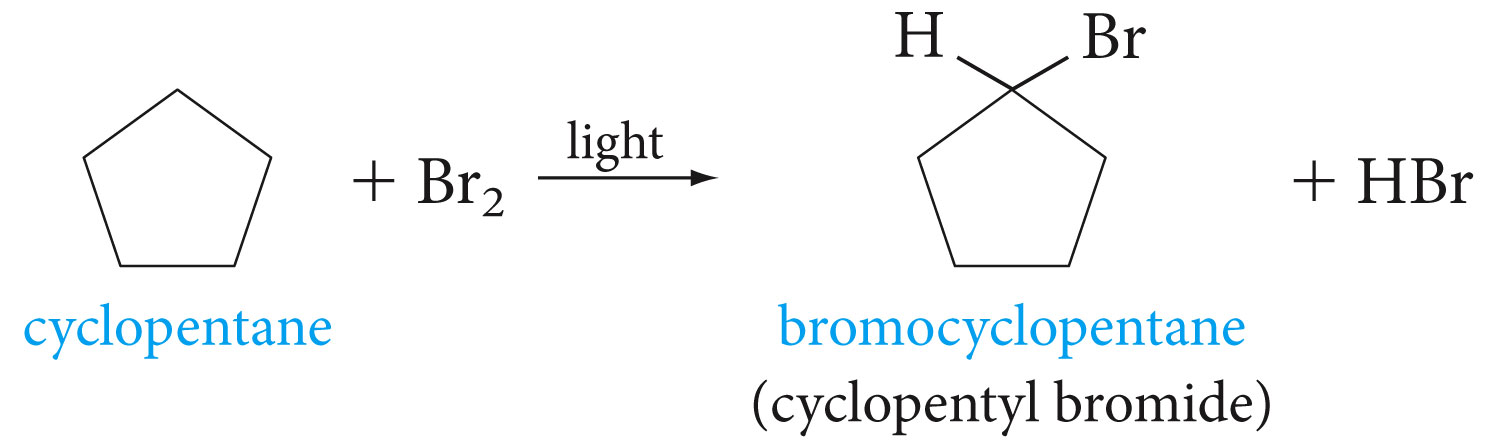 H Br
light
+ Br₂ + HBr
cyclopentane bromocyclopentane
(cyclopentyl bromide)